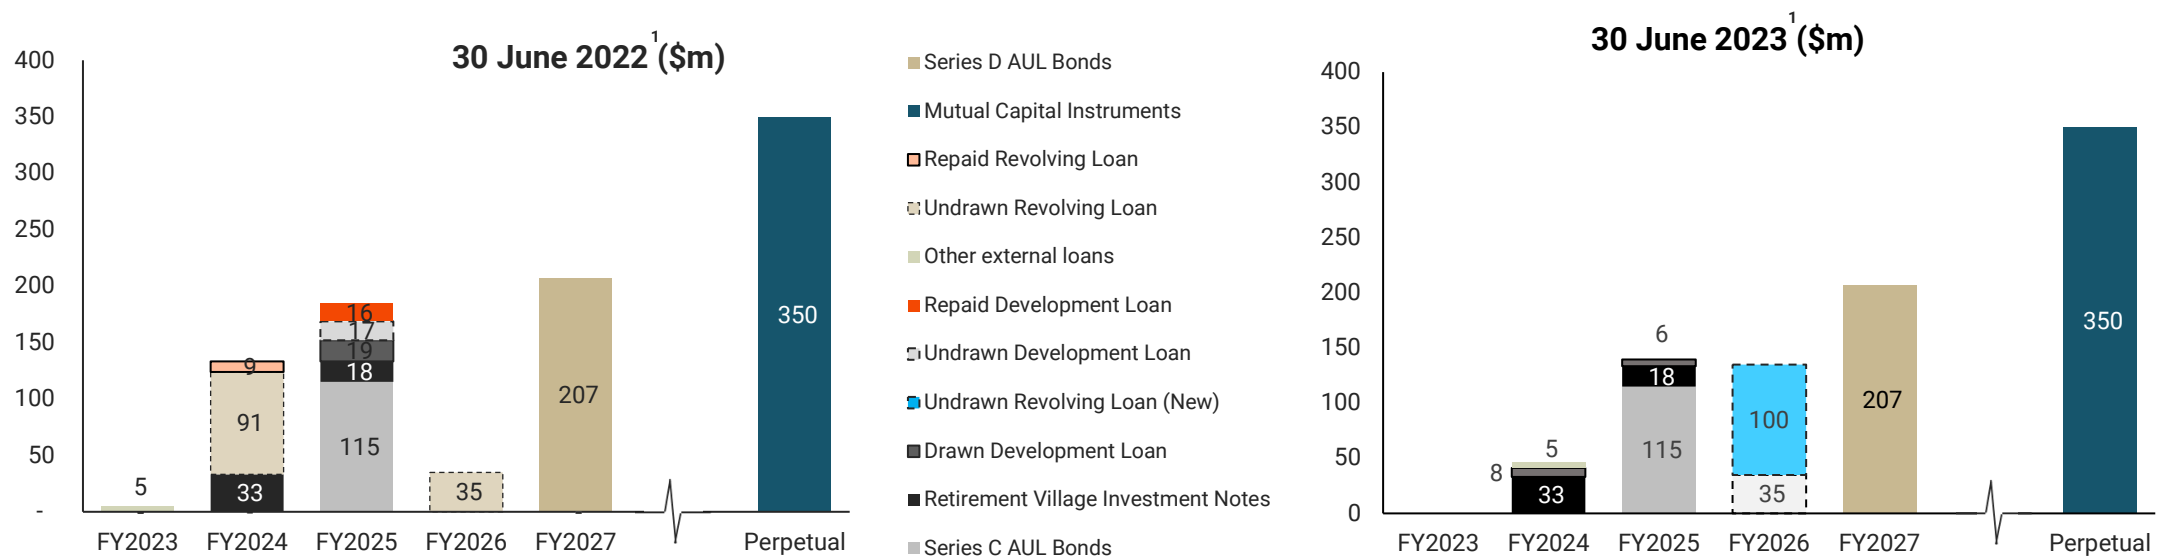 30 June 2022¹ ($m)
400
350
300
250
200
150
100
50
-
5
9
91
33
16
17
19
18
115
35
207
350
FY2023 FY2024 FY2025 FY2026 FY2027 Perpetual
Series D AUL Bonds
Mutual Capital Instruments
Repaid Revolving Loan
Undrawn Revolving Loan
Other external loans
Repaid Development Loan
Undrawn Development Loan
Undrawn Revolving Loan (New)
Drawn Development Loan
Retirement Village Investment Notes
Series C AUL Bonds
30 June 2023¹ ($m)
400
350
300
250
200
150
100
50
0
5
8
33
6
18
115
100
35
207
350
FY2023 FY2024 FY2025 FY2026 FY2027 Perpetual